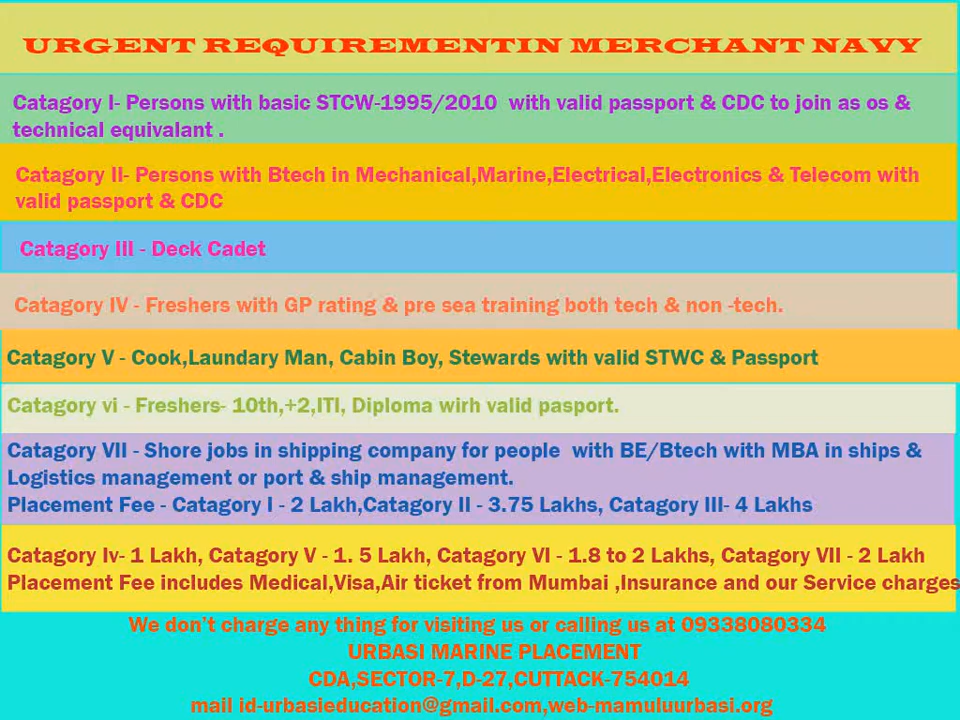 URGENT REQUIREMENTIN MERCHANT NAVY
Catagory I- Persons with basic STCW-1995/2010 with valid passport & CDC to join as os &
technical equivalant .
Catagory II- Persons with Btech in Mechanical,Marine,Electrical,Electronics & Telecom with
valid passport & CDC
Catagory III - Deck Cadet
Catagory IV - Freshers with GP rating & pre sea training both tech & non -tech.
Catagory V - Cook,Laundary Man, Cabin Boy, Stewards with valid STWC & Passport
Catagory vi - Freshers- 10th,+2,ITI, Diploma wirh valid pasport.
Catagory VII - Shore jobs in shipping company for people with BE/Btech with MBA in ships &
Logistics management or port & ship management.
Placement Fee - Catagory I - 2 Lakh,Catagory II - 3.75 Lakhs, Catagory III- 4 Lakhs
Catagory Iv- 1 Lakh, Catagory V - 1. 5 Lakh, Catagory VI - 1.8 to 2 Lakhs, Catagory VII - 2 Lakh
Placement Fee includes Medical,Visa,Air ticket from Mumbai ,Insurance and our Service charges
We don't charge any thing for visiting us or calling us at 09338080334
URBASI MARINE PLACEMENT
CDA,SECTOR-7,D-27,CUTTACK-754014
mail id-urbasieducation@gmail.com,web-mamuluurbasi.org